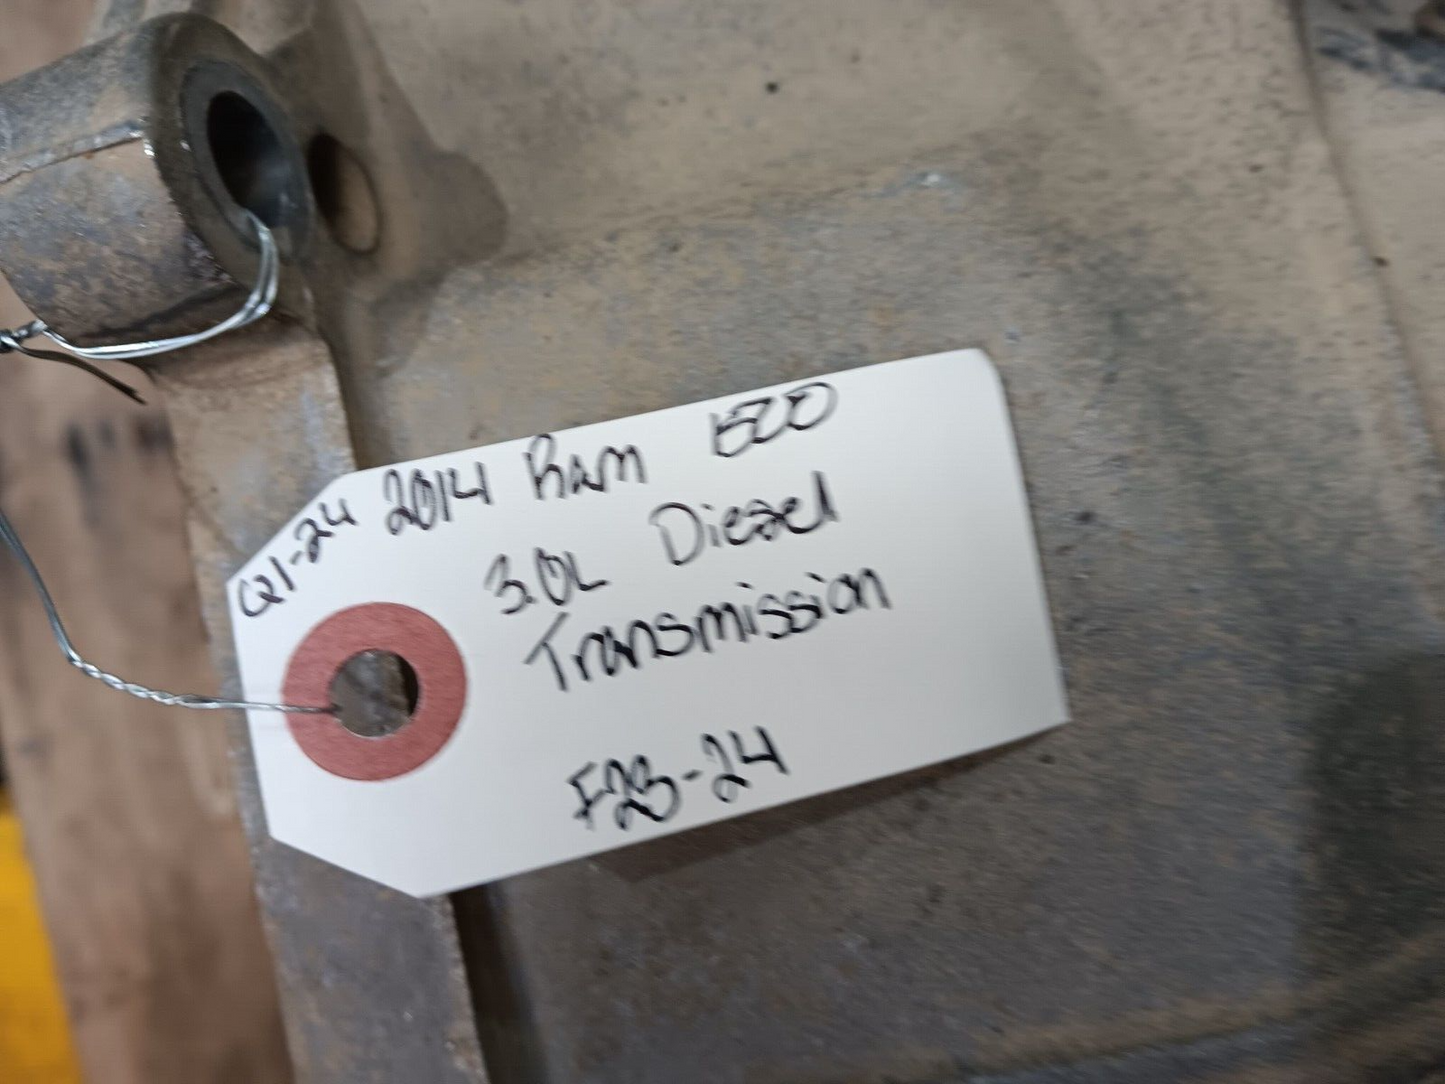 Q1-24 2014 Ram 1500
3.0L Diesel
Transmission
F23-24